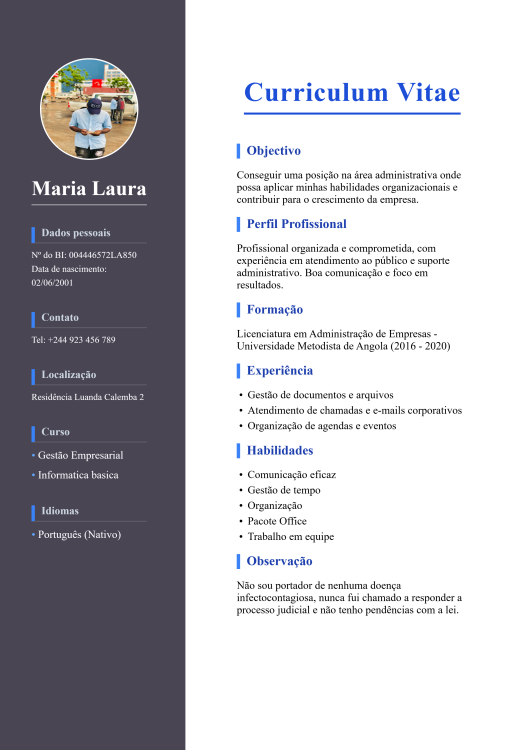 Maria Laura
Dados pessoais
Nº do BI: 004446572LA850
Data de nascimento:
02/06/2001
Contato
Tel: +244 923 456 789
Localização
Residência Luanda Calemba 2
Curso
• Gestão Empresarial
• Informatica basica
Idiomas
• Português (Nativo)
Curriculum Vitae
Objectivo
Conseguir uma posição na área administrativa onde
possa aplicar minhas habilidades organizacionais e
contribuir para o crescimento da empresa.
Perfil Profissional
Profissional organizada e comprometida, com
experiência em atendimento ao público e suporte
administrativo. Boa comunicação e foco em
resultados.
Formação
Licenciatura em Administração de Empresas -
Universidade Metodista de Angola (2016 - 2020)
Experiência
• Gestão de documentos e arquivos
• Atendimento de chamadas e e-mails corporativos
• Organização de agendas e eventos
Habilidades
• Comunicação eficaz
• Gestão de tempo
• Organização
• Pacote Office
• Trabalho em equipe
Observação
Não sou portador de nenhuma doença
infectocontagiosa, nunca fui chamado a responder a
processo judicial e não tenho pendências com a lei.